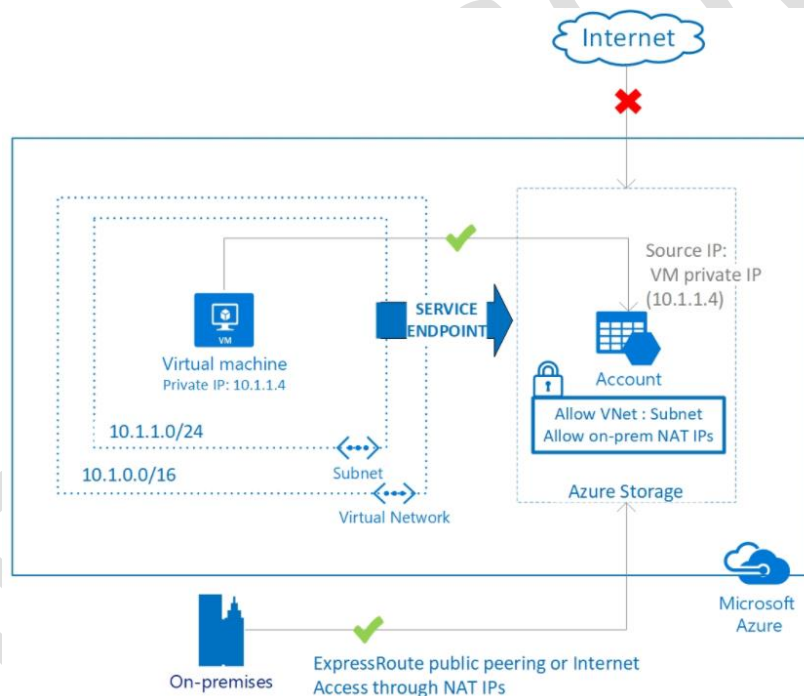 Internet
Source IP:
VM private IP
(10.1.1.4)
SERVICE
ENDPOINT
VM
Virtual machine
Private IP: 10.1.1.4
Account
Allow VNet : Subnet
Allow on-prem NAT IPs
10.1.1.0/24
Subnet
10.1.0.0/16
Virtual Network
Azure Storage
Microsoft
Azure
On-premises
ExpressRoute public peering or Internet
Access through NAT IPs